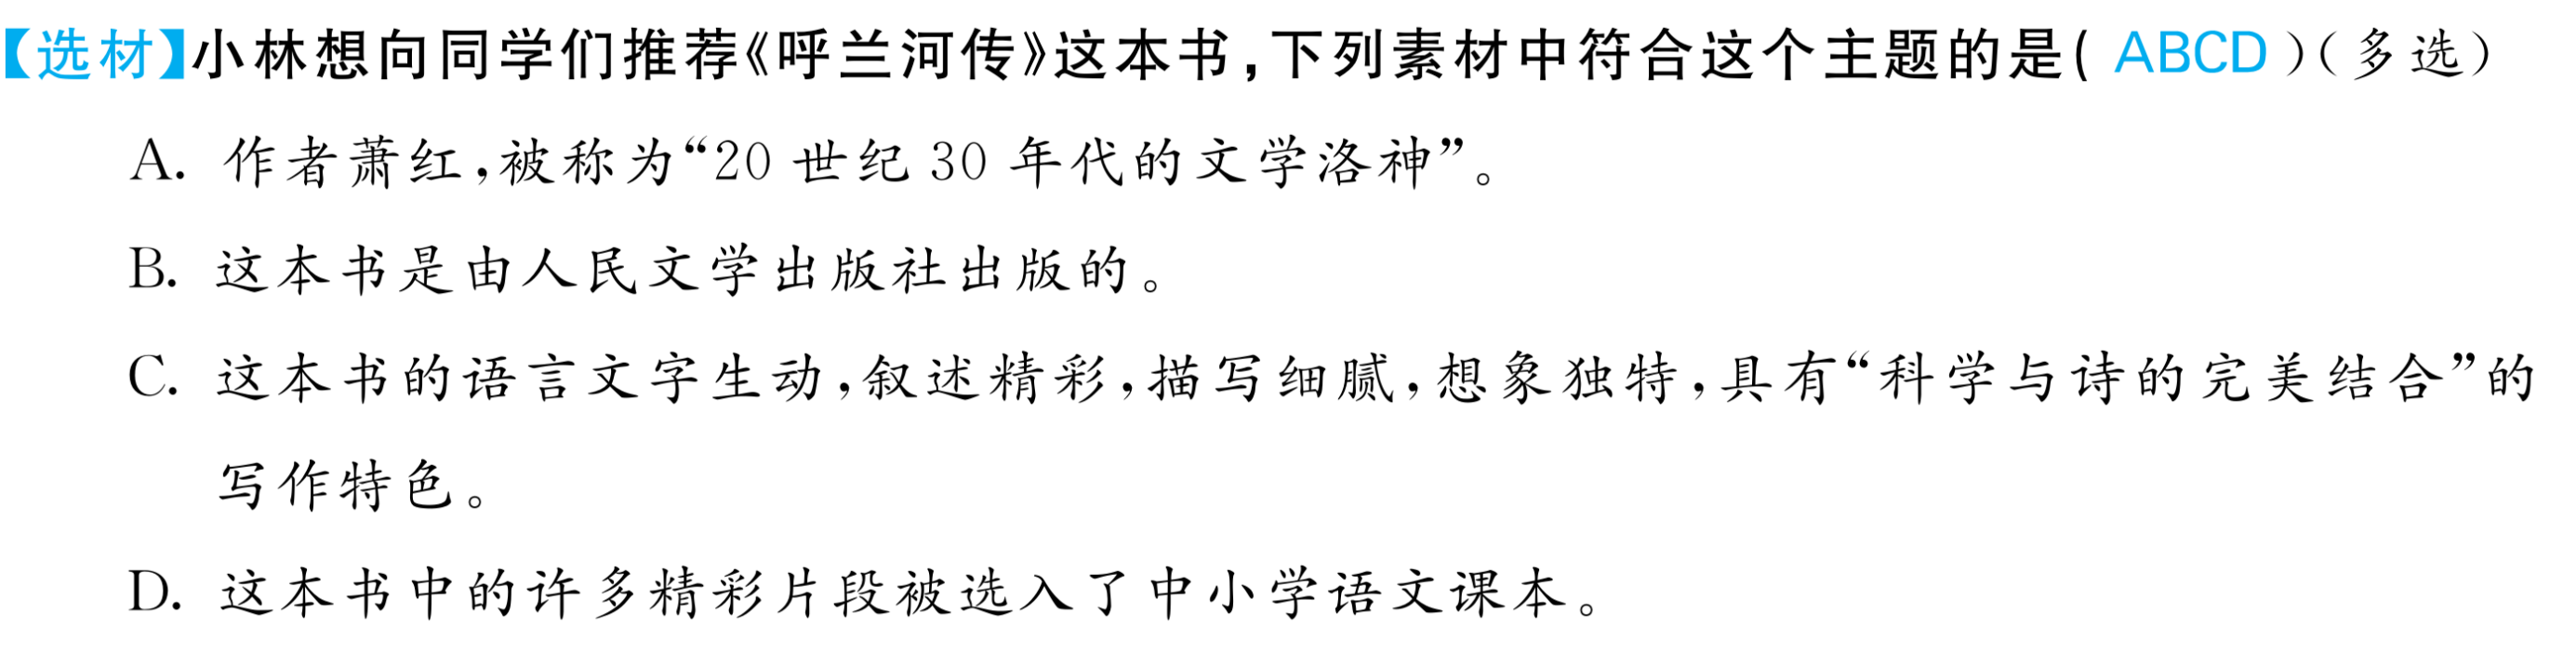 【选材】小林想向同学们推荐《呼兰河传》这本书,下列素材中符合这个主题的是( ABCD )(多选)
A. 作者萧红,被称为“20 世纪 30 年代的文学洛神”。
B. 这本书是由人民文学出版社出版的。
C. 这本书的语言文字生动,叙述精彩,描写细腻,想象独特,具有“科学与诗的完美结合”的
写作特色。
D. 这本书中的许多精彩片段被选入了中小学语文课本。